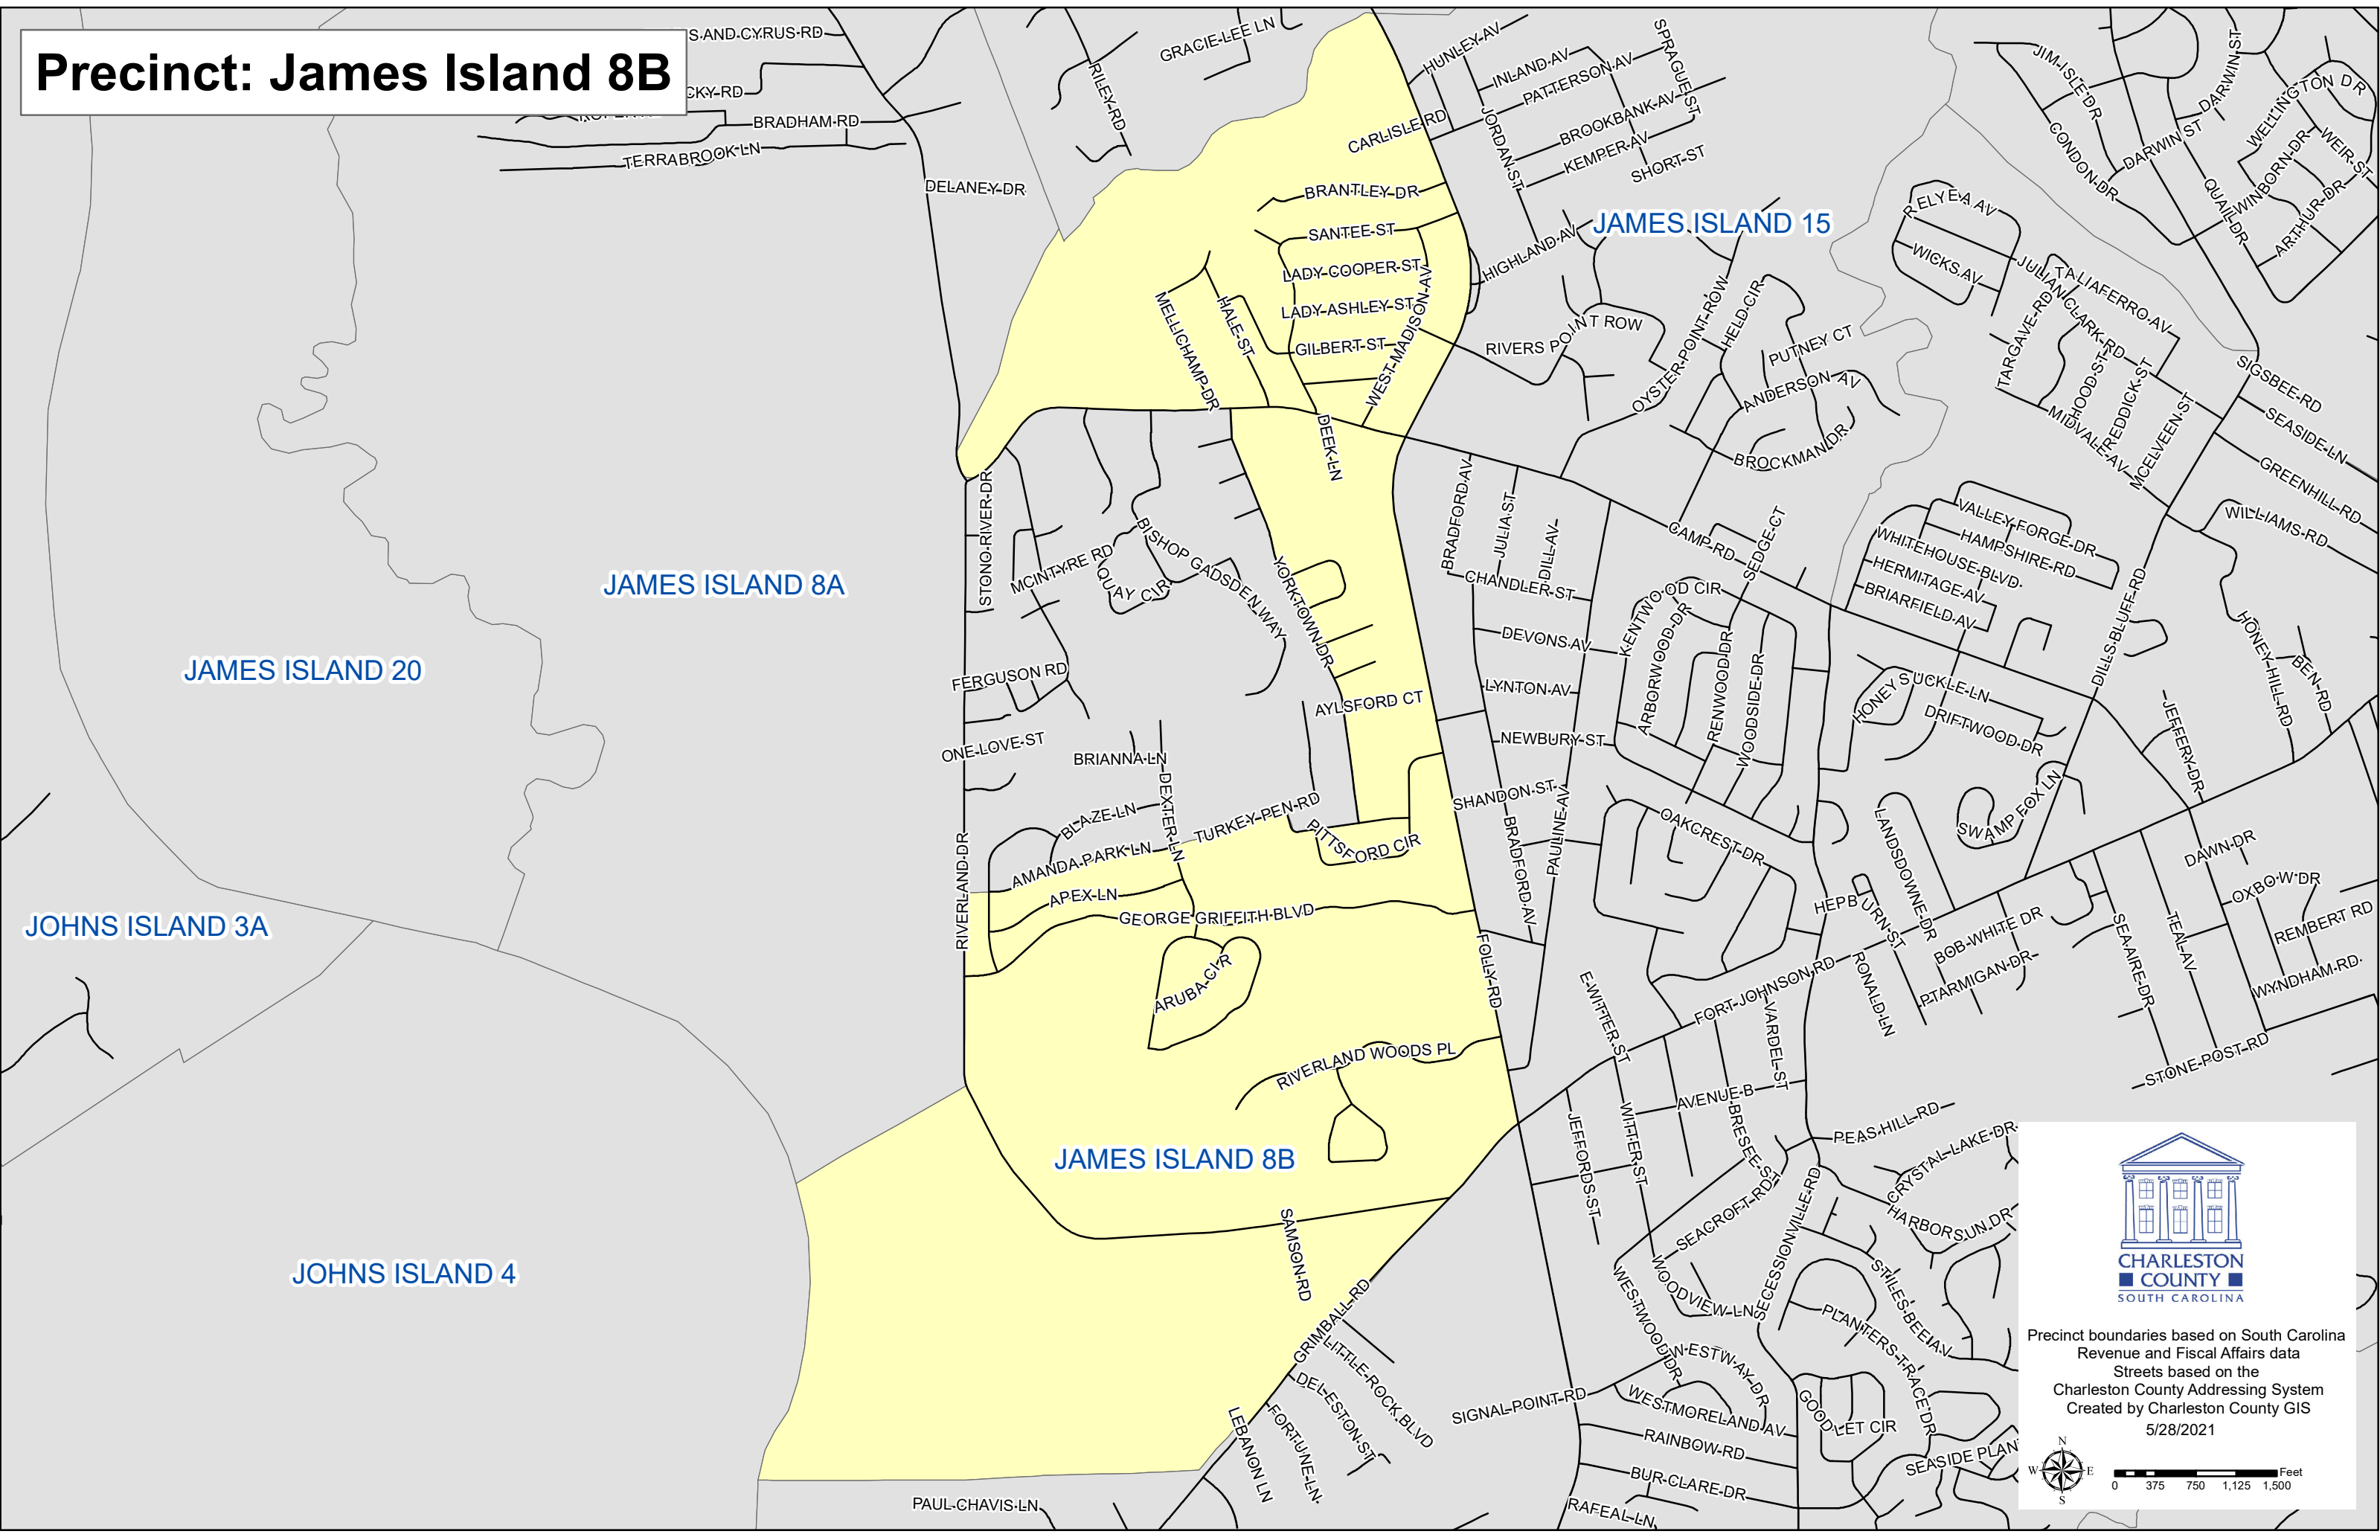 Precinct: James Island 8B
S AND CYRUS RD
CKY RD
BRADHAM RD
TERRABROOK LN
DELANEY DR
RILEY RD
GRACIE LEE LN
HUNLEY AV
INLAND AV
PATTERSON AV
SPRAGUE ST
CARLISLE RD
JORDAN ST
BROOKBANK AV
KEMPER AV
SHORT ST
BRANTLEY DR
SANTEE ST
LADY COOPER ST
LADY ASHLEY ST
GILBERT ST
WEST MADISON AV
MELLICHAMP DR
HALE ST
DEEK LN
HIGHLAND AV
JAMES ISLAND 15
RIVERS POINT ROW
OYSTER POINT ROW
HELD CIR
PUTNEY CT
ANDERSON AV
BROCKMAN DR
JIM ISLE DR
CONDON DR
DARWIN ST
DARWIN ST
WELLINGTON DR
WEIR ST
WINBORN DR
ARTHUR DR
QUAIL DR
RELYEA AV
WICKS AV
JULIAN CLARK RD
TALIAFERRO AV
TARGAVE RD
HOOD ST
REDDICK ST
MIDVALE AV
MCELVEEN ST
SIGSBEE RD
SEASIDE LN
GREENHILL RD
WILLIAMS RD
VALLEY FORGE DR
HAMPSHIRE RD
WHITEHOUSE BLVD
HERMITAGE AV
BRIARFIELD AV
DILLS BLUFF RD
HONEY HILL RD
BEN RD
CAMP RD
SEDGE CT
BRADFORD AV
JULIA ST
DILL AV
CHANDLER ST
DEVONS AV
LYNTON AV
NEWBURY ST
SHANDON ST
BRADFORD AV
PAULINE AV
KENTWOOD CIR
ARBORWOOD DR
RENWOOD DR
WOODSIDE DR
HONEYSUCKLE LN
DRIFTWOOD DR
JEFFERY DR
SWAMP FOX LN
OAKCREST DR
LANDSDOWNE DR
HEPBURN ST
BOB WHITE DR
PTARMIGAN DR
RONALD LN
SEA AIRE DR
TEAL AV
DAWN DR
OXBOW DR
REMBERT RD
WYNDHAM RD
STONE POST RD
STONO RIVER DR
MCINTYRE RD
QUAY CIR
BISHOP GADSDEN WAY
YORKTOWN DR
AYLSFORD CT
FERGUSON RD
ONE LOVE ST
BRIANNA LN
DEXTER LN
BLAZE LN
TURKEY PEN RD
PITTSFORD CIR
AMANDA PARK LN
APEX LN
GEORGE GRIFFITH BLVD
ARUBA CIR
RIVERLAND DR
RIVERLAND WOODS PL
FOLLY RD
FORT JOHNSON RD
E WITTER ST
WITTER ST
VARDEL ST
AVENUE B
BRESEE ST
JEFFORDS ST
PEAS HILL RD
CRYSTAL LAKE DR
HARBOR SUN DR
SEACROFT RD
SECESSIONVILLE RD
STILES BEE AV
WOODVIEW LN
WESTWOOD DR
PLANTERS TRACE DR
WESTWAY DR
WESTMORELAND AV
GOODLET CIR
SIGNAL POINT RD
RAINBOW RD
BUR CLARE DR
RAFEAL LN
SEASIDE PLAN
SAMSON RD
GRIMBALL RD
LITTLE ROCK BLVD
DELESTON ST
FORTUNE LN
LEBANON LN
PAUL CHAVIS LN
JAMES ISLAND 8A
JAMES ISLAND 20
JOHNS ISLAND 3A
JOHNS ISLAND 4
JAMES ISLAND 8B
CHARLESTON
COUNTY
SOUTH CAROLINA
Precinct boundaries based on South Carolina
Revenue and Fiscal Affairs data
Streets based on the
Charleston County Addressing System
Created by Charleston County GIS
5/28/2021
N
W E
S
Feet
0 375 750 1,125 1,500